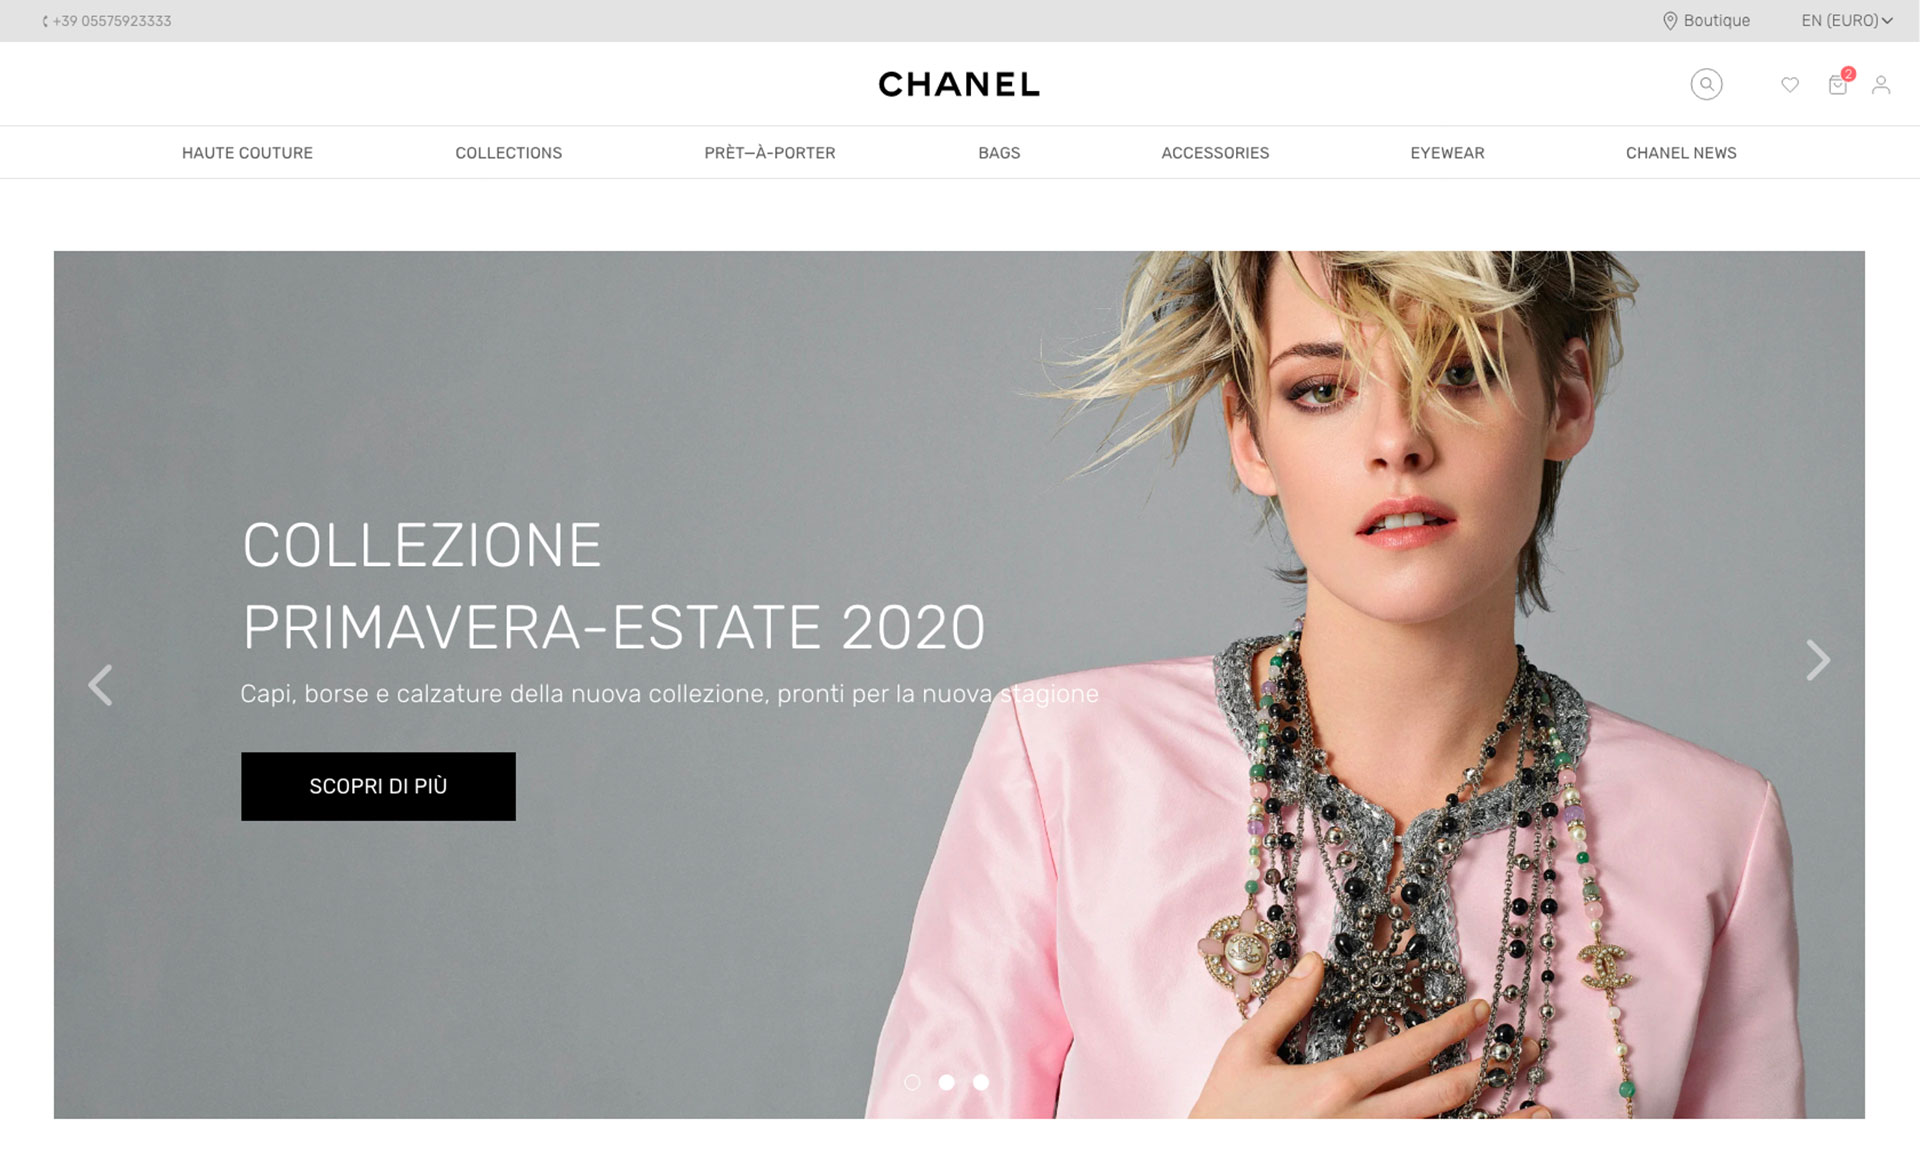 +39 05575923333
Boutique
EN (EURO)
CHANEL
2
HAUTE COUTURE
COLLECTIONS
PRÈT—À-PORTER
BAGS
ACCESSORIES
EYEWEAR
CHANEL NEWS
COLLEZIONE
PRIMAVERA-ESTATE 2020
Capi, borse e calzature della nuova collezione, pronti per la nuova stagione
SCOPRI DI PIÙ